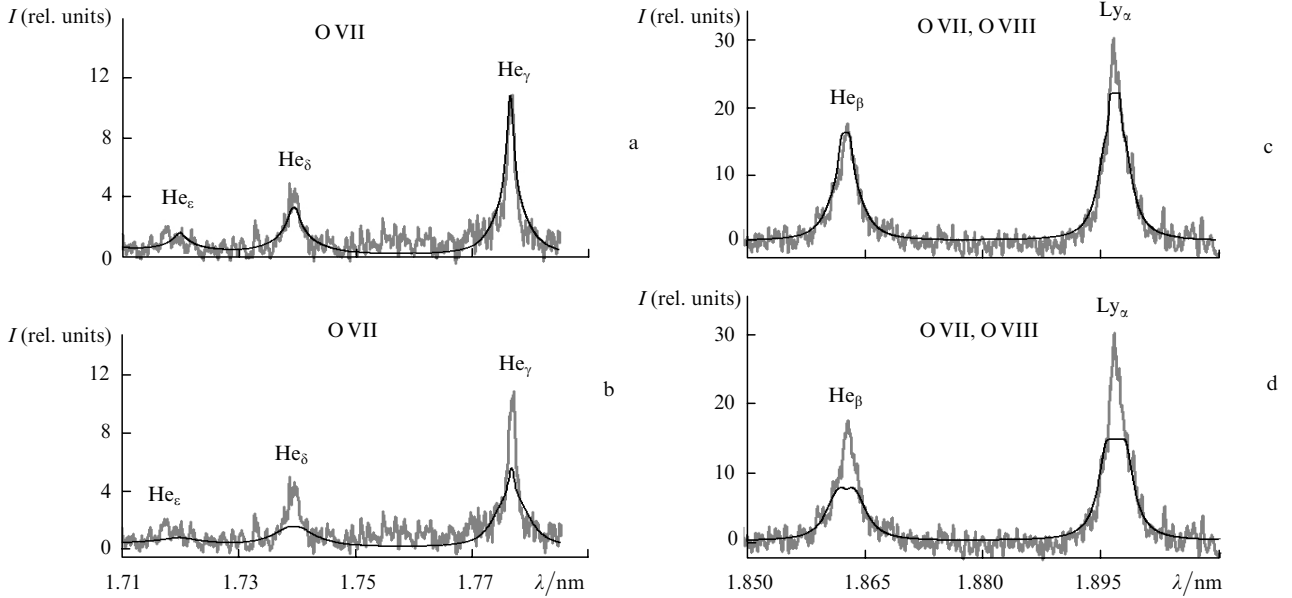 I (rel. units)
O VII
12
8
4
0
He_ε
He_δ
He_γ
a
I (rel. units)
O VII
12
8
4
0
He_ε
He_δ
He_γ
b
1.71
1.73
1.75
1.77
λ/nm
I (rel. units)
O VII, O VIII
30
20
10
0
He_β
Ly_α
c
I (rel. units)
O VII, O VIII
30
20
10
0
He_β
Ly_α
d
1.850
1.865
1.880
1.895
λ/nm